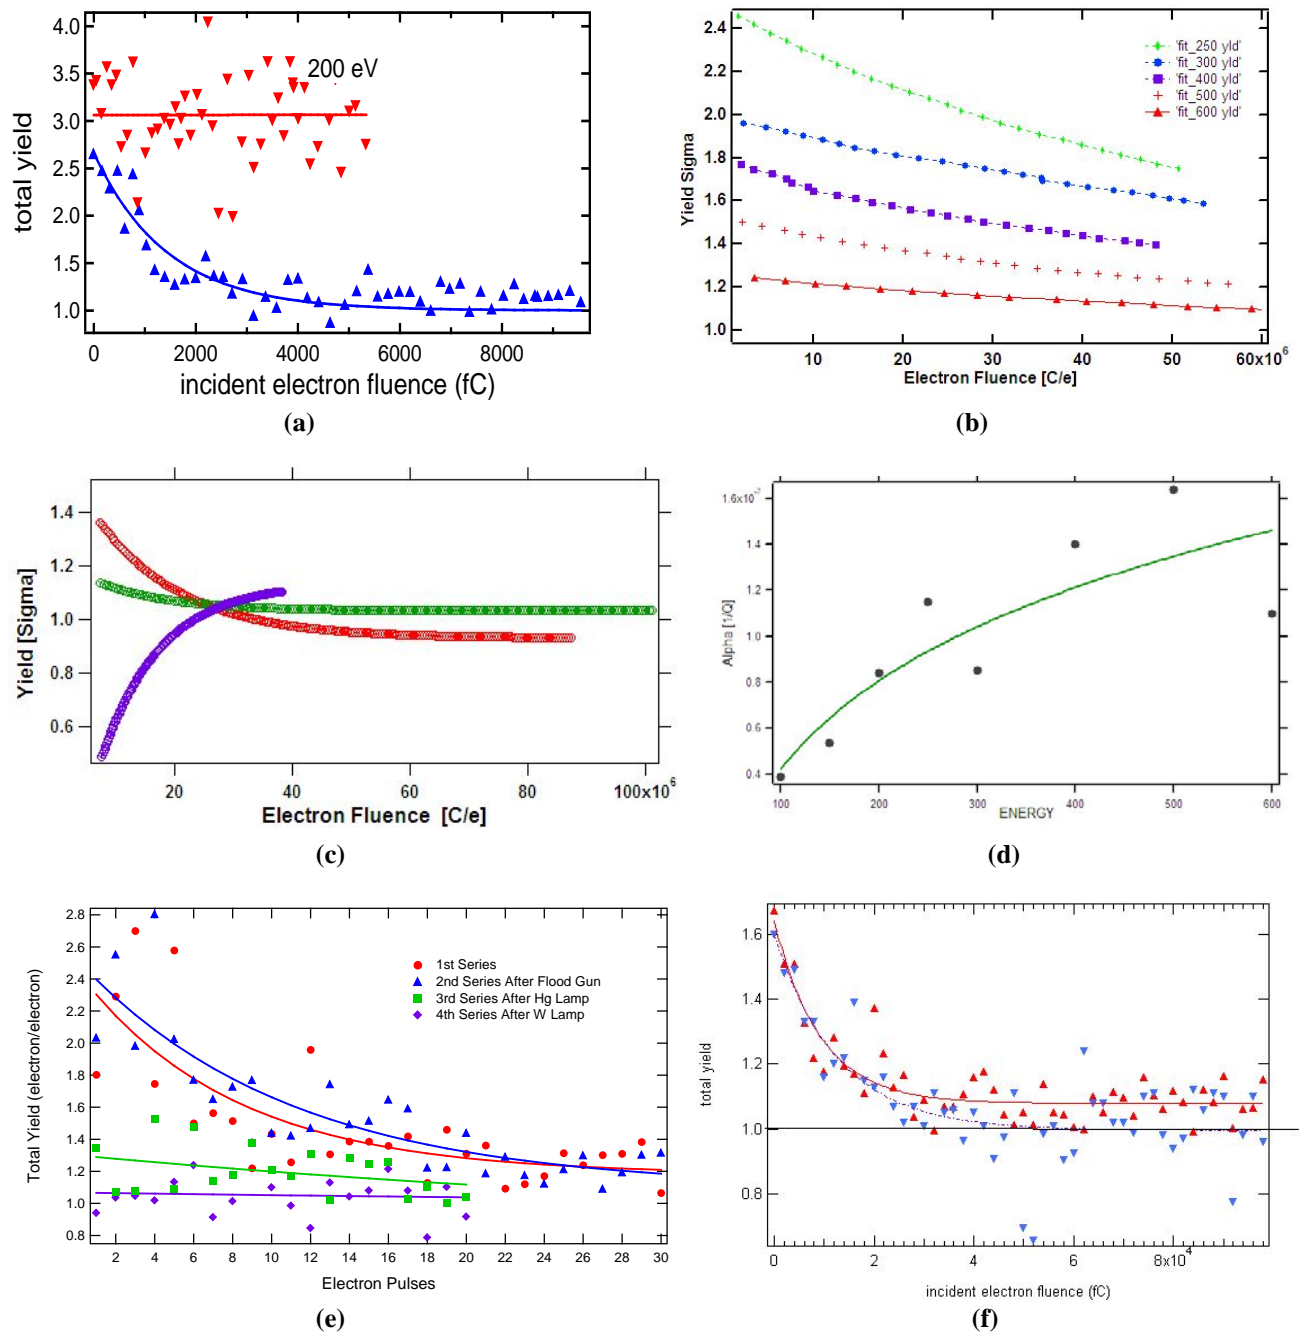 4.0
3.5
3.0
2.5
2.0
1.5
1.0
total yield
200 eV
0 2000 4000 6000 8000
incident electron fluence (fC)
(a)
2.4
2.2
2.0
1.8
1.6
1.4
1.2
1.0
Yield Sigma
'fit_250 yld'
'fit_300 yld'
'fit_400 yld'
'fit_500 yld'
'fit_600 yld'
10 20 30 40 50 60x10⁶
Electron Fluence [C/e]
(b)
1.4
1.2
1.0
0.8
0.6
Yield [Sigma]
20 40 60 80 100x10⁶
Electron Fluence [C/e]
(c)
1.6x10⁻⁷
1.4
1.2
1.0
0.8
0.6
0.4
Alpha [1/Q]
100 200 300 400 500 600
ENERGY
(d)
2.8
2.6
2.4
2.2
2.0
1.8
1.6
1.4
1.2
1.0
0.8
Total Yield (electron/electron)
1st Series
2nd Series After Flood Gun
3rd Series After Hg Lamp
4th Series After W Lamp
2 4 6 8 10 12 14 16 18 20 22 24 26 28 30
Electron Pulses
(e)
1.6
1.4
1.2
1.0
0.8
total yield
0 2 4 6 8x10⁴
incident electron fluence (fC)
(f)